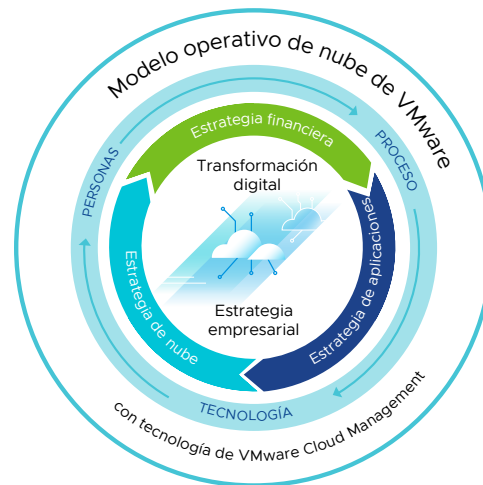 Modelo operativo de nube de VMware
PERSONAS
PROCESO
TECNOLOGÍA
Estrategia financiera
Estrategia de aplicaciones
Estrategia de nube
Transformación
digital
Estrategia
empresarial
con tecnología de VMware Cloud Management